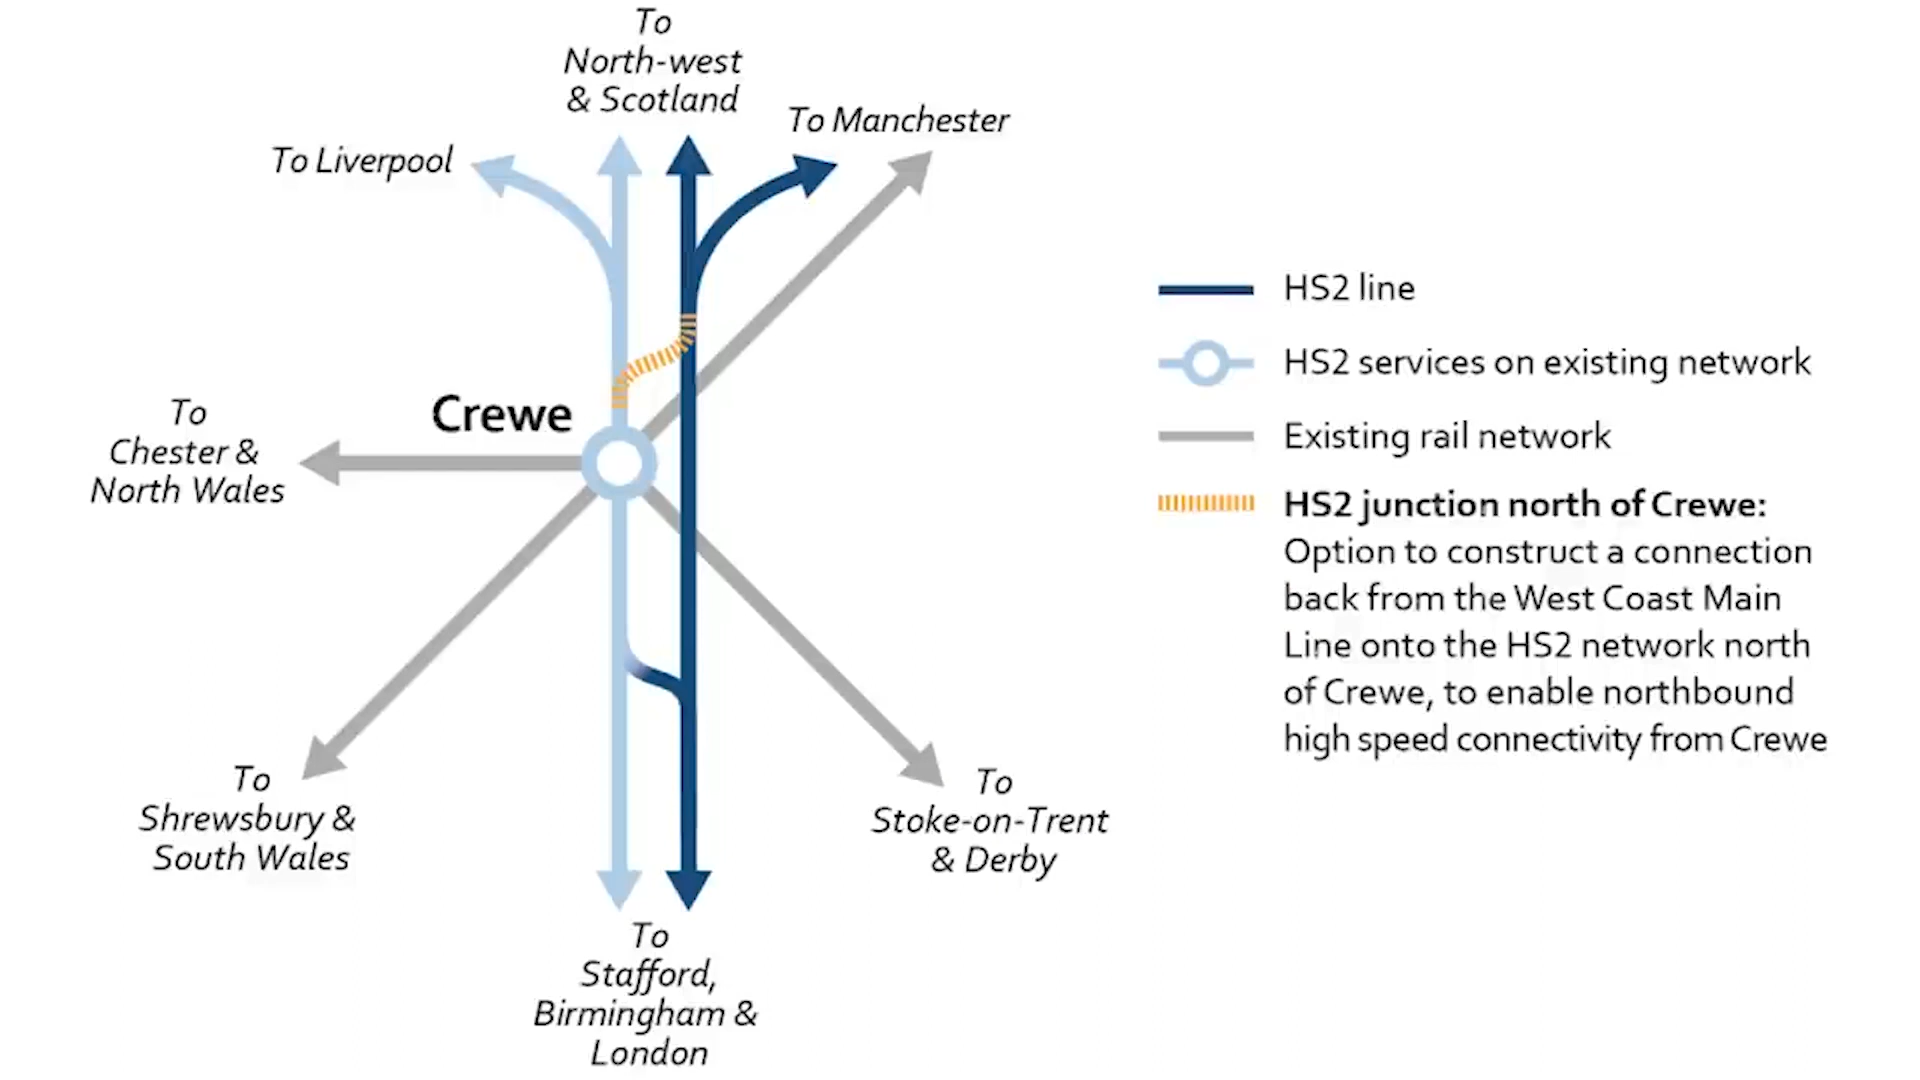 To
North-west
& Scotland
To Manchester
To Liverpool
Crewe
To
Chester &
North Wales
To
Shrewsbury &
South Wales
To
Stoke-on-Trent
& Derby
To
Stafford,
Birmingham &
London
HS2 line
HS2 services on existing network
Existing rail network
HS2 junction north of Crewe:
Option to construct a connection
back from the West Coast Main
Line onto the HS2 network north
of Crewe, to enable northbound
high speed connectivity from Crewe